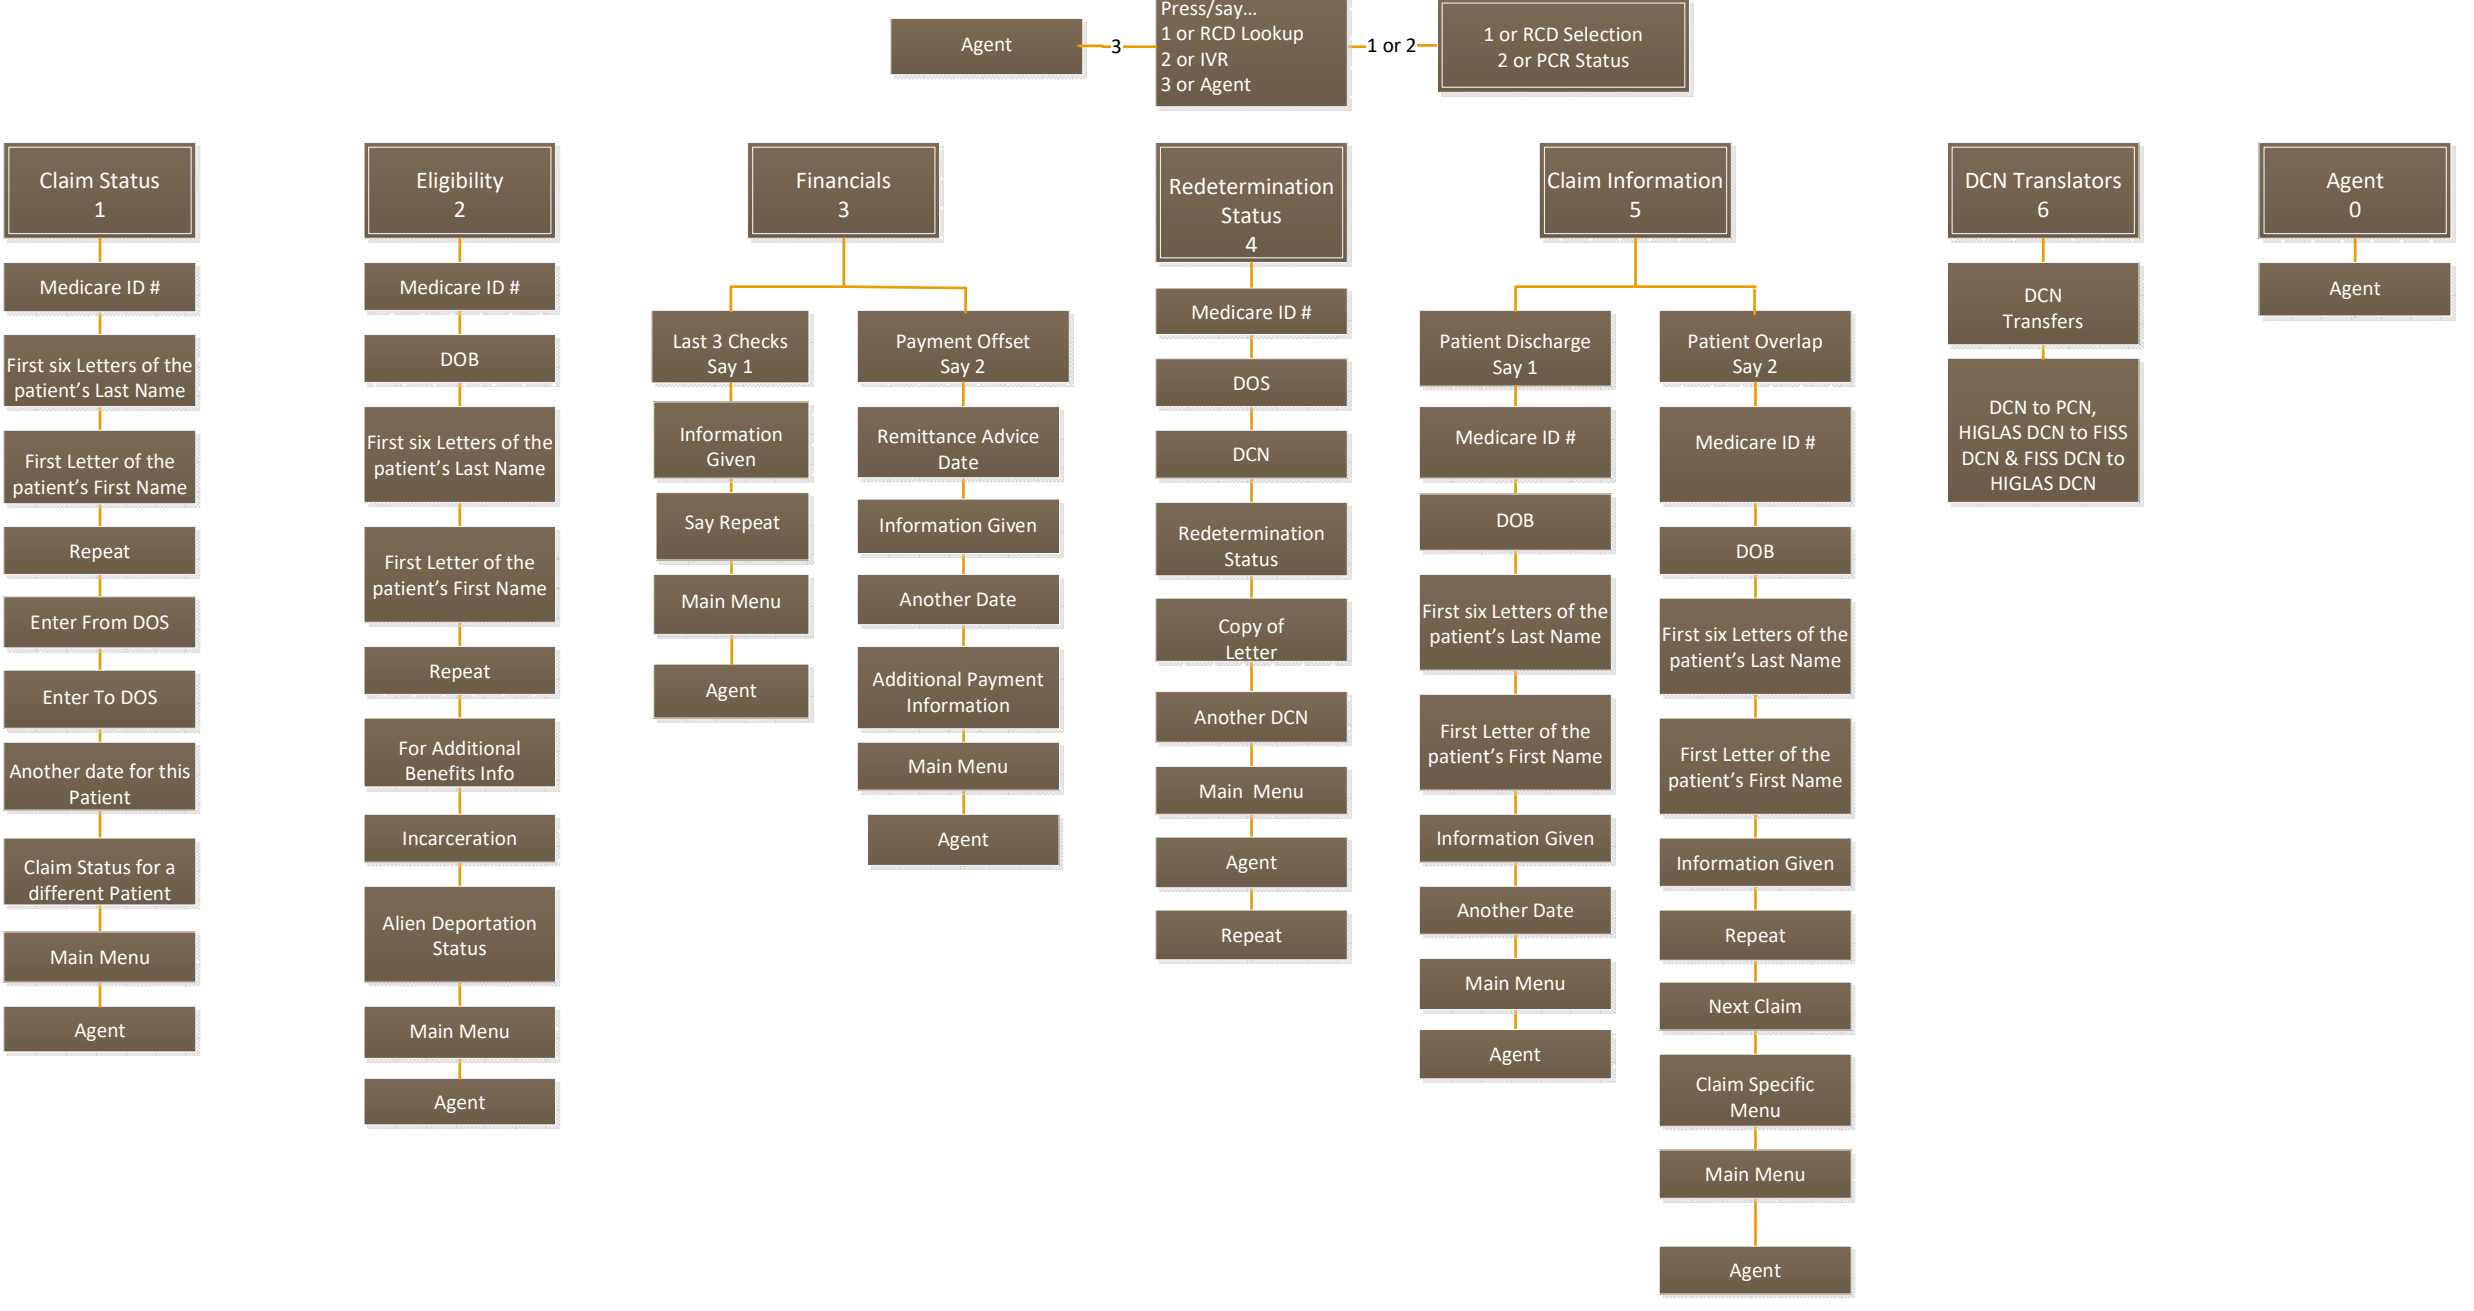 Agent
3
Press/say...
1 or RCD Lookup
2 or IVR
3 or Agent
1 or 2
1 or RCD Selection
2 or PCR Status
Claim Status
1
Medicare ID #
First six Letters of the
patient’s Last Name
First Letter of the
patient’s First Name
Repeat
Enter From DOS
Enter To DOS
Another date for this
Patient
Claim Status for a
different Patient
Main Menu
Agent
Eligibility
2
Medicare ID #
DOB
First six Letters of the
patient’s Last Name
First Letter of the
patient’s First Name
Repeat
For Additional
Benefits Info
Incarceration
Alien Deportation
Status
Main Menu
Agent
Financials
3
Last 3 Checks
Say 1
Information
Given
Say Repeat
Main Menu
Agent
Payment Offset
Say 2
Remittance Advice
Date
Information Given
Another Date
Additional Payment
Information
Main Menu
Agent
Redetermination
Status
4
Medicare ID #
DOS
DCN
Redetermination
Status
Copy of
Letter
Another DCN
Main Menu
Agent
Repeat
Claim Information
5
Patient Discharge
Say 1
Medicare ID #
DOB
First six Letters of the
patient’s Last Name
First Letter of the
patient’s First Name
Information Given
Another Date
Main Menu
Agent
Patient Overlap
Say 2
Medicare ID #
DOB
First six Letters of the
patient’s Last Name
First Letter of the
patient’s First Name
Information Given
Repeat
Next Claim
Claim Specific
Menu
Main Menu
Agent
DCN Translators
6
DCN
Transfers
DCN to PCN,
HIGLAS DCN to FISS
DCN & FISS DCN to
HIGLAS DCN
Agent
0
Agent